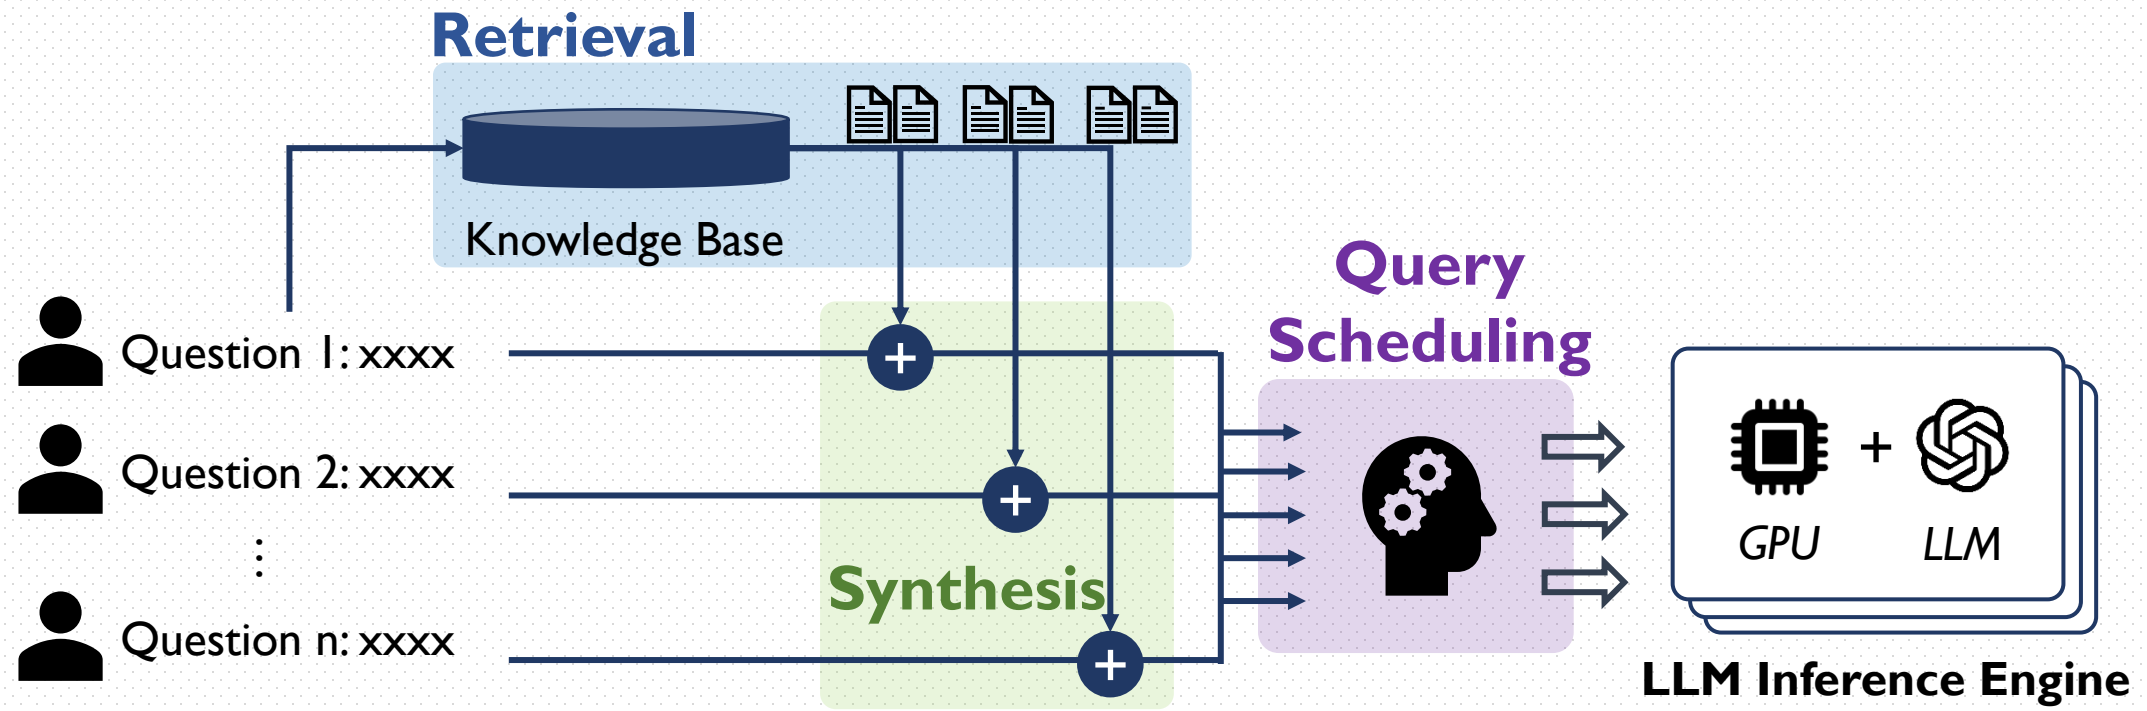 Retrieval
Knowledge Base
Question 1: xxxx
Question 2: xxxx
⋮
Question n: xxxx
+
+
+
Synthesis
Query
Scheduling
+
GPU
LLM
LLM Inference Engine